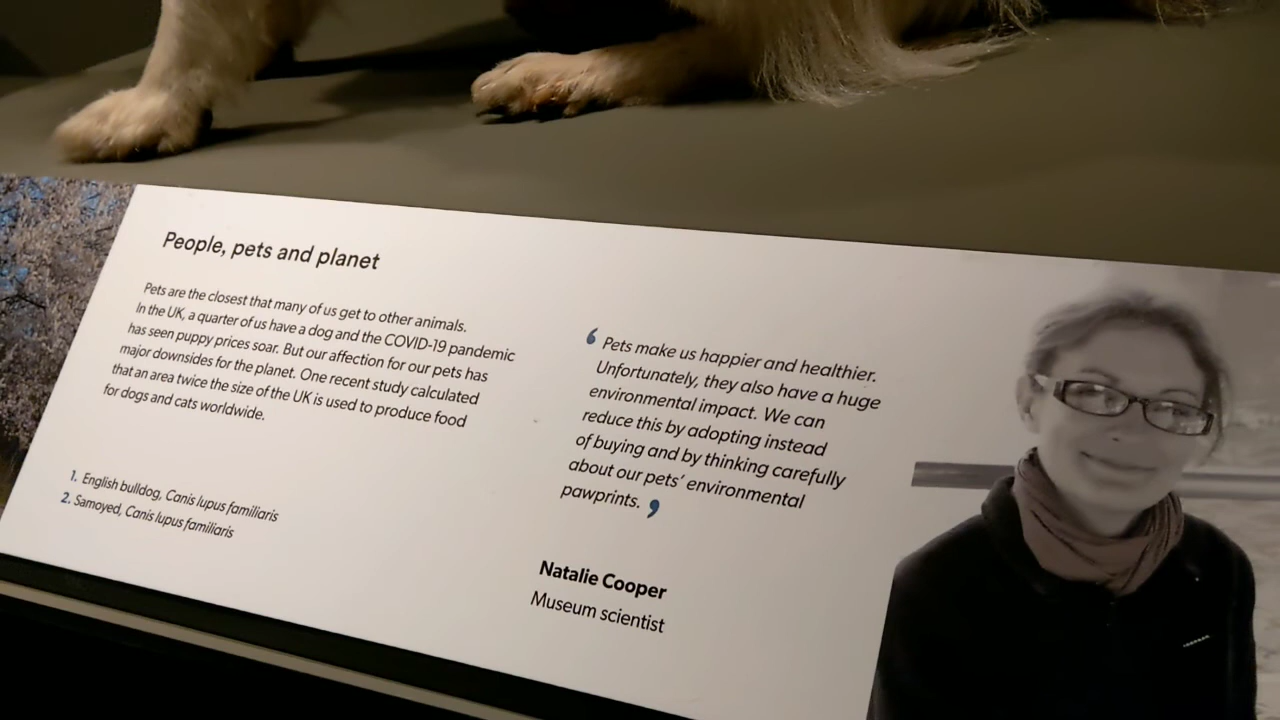 People, pets and planet
Pets are the closest that many of us get to other animals.
In the UK, a quarter of us have a dog and the COVID-19 pandemic
has seen puppy prices soar. But our affection for our pets has
major downsides for the planet. One recent study calculated
that an area twice the size of the UK is used to produce food
for dogs and cats worldwide.
1. English bulldog, Canis lupus familiaris
2. Samoyed, Canis lupus familiaris
‘ Pets make us happier and healthier.
Unfortunately, they also have a huge
environmental impact. We can
reduce this by adopting instead
of buying and by thinking carefully
about our pets’ environmental
pawprints. ’
Natalie Cooper
Museum scientist